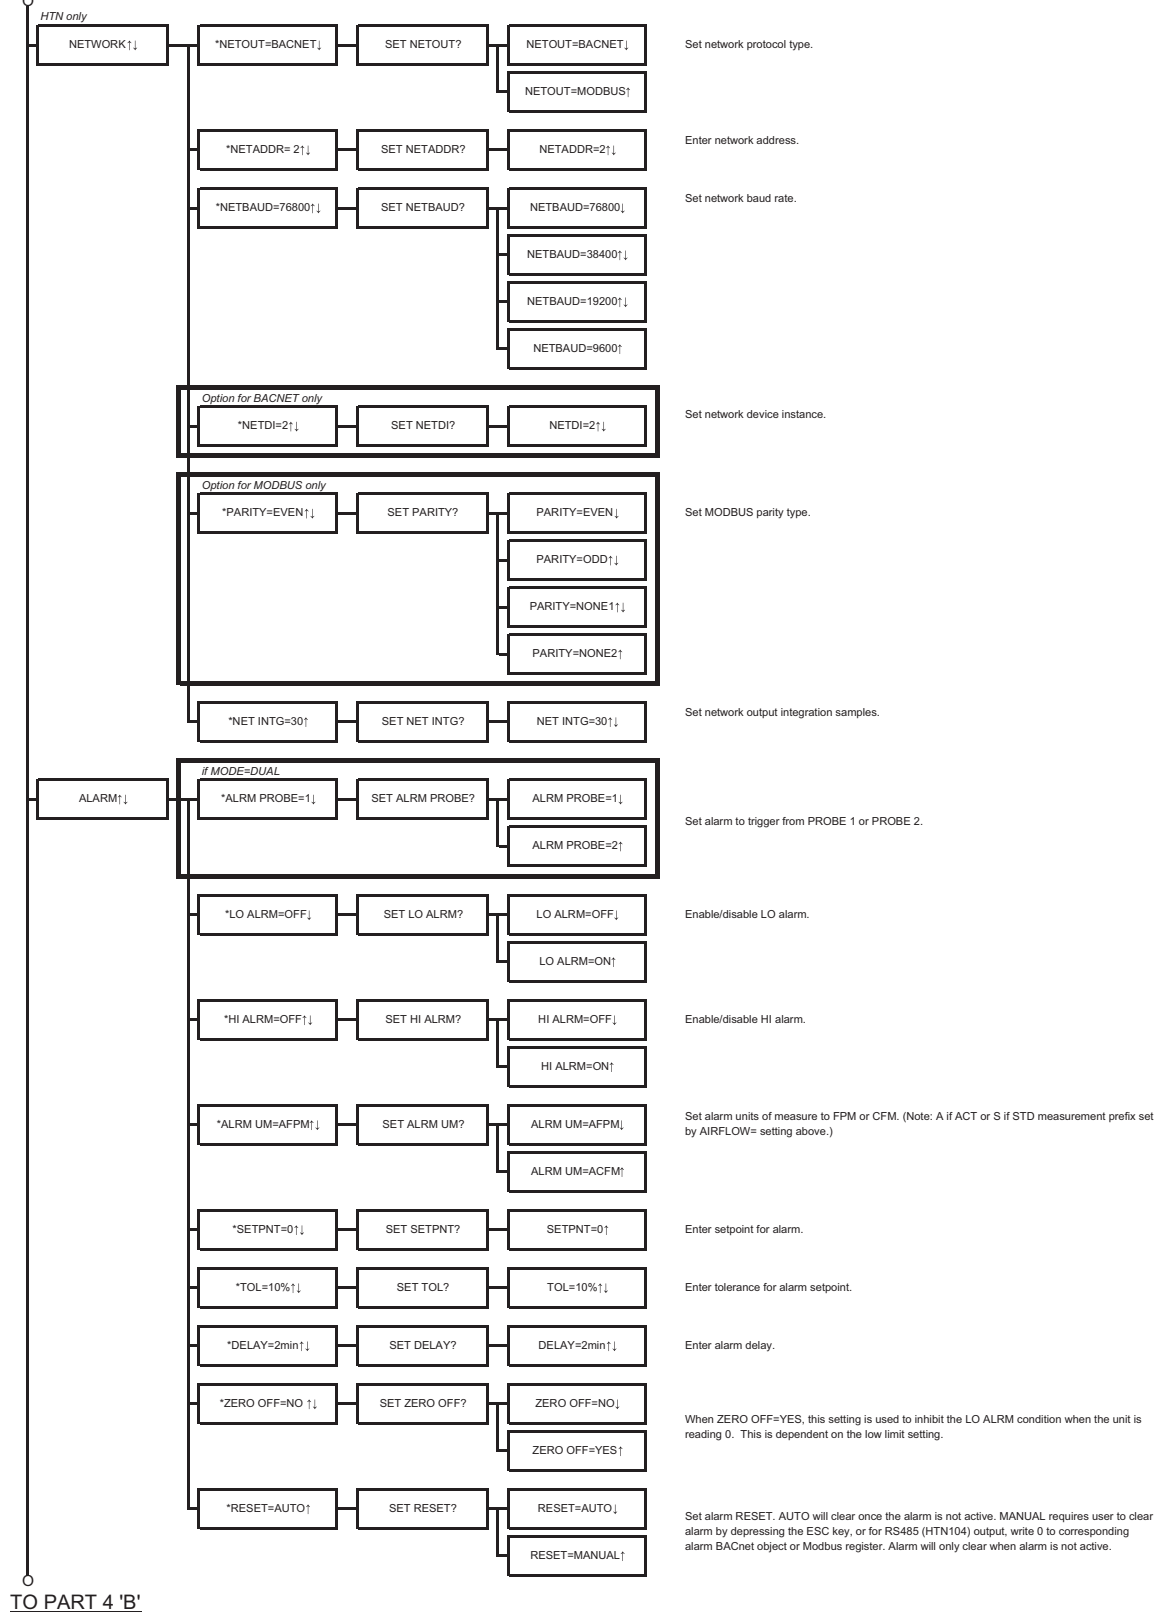 O
HTN only
NETWORK↑↓
*NETOUT=BACNET↓
SET NETOUT?
NETOUT=BACNET↓
Set network protocol type.
NETOUT=MODBUS↑
*NETADDR= 2↑↓
SET NETADDR?
NETADDR=2↑↓
Enter network address.
*NETBAUD=76800↑↓
SET NETBAUD?
NETBAUD=76800↓
Set network baud rate.
NETBAUD=38400↑↓
NETBAUD=19200↑↓
NETBAUD=9600↑
Option for BACNET only
*NETDI=2↑↓
SET NETDI?
NETDI=2↑↓
Set network device instance.
Option for MODBUS only
*PARITY=EVEN↑↓
SET PARITY?
PARITY=EVEN↓
Set MODBUS parity type.
PARITY=ODD↑↓
PARITY=NONE1↑↓
PARITY=NONE2↑
*NET INTG=30↑
SET NET INTG?
NET INTG=30↑↓
Set network output integration samples.
if MODE=DUAL
ALARM↑↓
*ALRM PROBE=1↓
SET ALRM PROBE?
ALRM PROBE=1↓
Set alarm to trigger from PROBE 1 or PROBE 2.
ALRM PROBE=2↑
*LO ALRM=OFF↓
SET LO ALRM?
LO ALRM=OFF↓
Enable/disable LO alarm.
LO ALRM=ON↑
*HI ALRM=OFF↑↓
SET HI ALRM?
HI ALRM=OFF↓
Enable/disable HI alarm.
HI ALRM=ON↑
*ALRM UM=AFPM↑↓
SET ALRM UM?
ALRM UM=AFPM↓
Set alarm units of measure to FPM or CFM. (Note: A if ACT or S if STD measurement prefix set
by AIRFLOW= setting above.)
ALRM UM=ACFM↑
*SETPNT=0↑↓
SET SETPNT?
SETPNT=0↑
Enter setpoint for alarm.
*TOL=10%↑↓
SET TOL?
TOL=10%↑↓
Enter tolerance for alarm setpoint.
*DELAY=2min↑↓
SET DELAY?
DELAY=2min↑↓
Enter alarm delay.
*ZERO OFF=NO ↑↓
SET ZERO OFF?
ZERO OFF=NO↓
When ZERO OFF=YES, this setting is used to inhibit the LO ALRM condition when the unit is
reading 0. This is dependent on the low limit setting.
ZERO OFF=YES↑
*RESET=AUTO↑
SET RESET?
RESET=AUTO↓
Set alarm RESET. AUTO will clear once the alarm is not active. MANUAL requires user to clear
alarm by depressing the ESC key, or for RS485 (HTN104) output, write 0 to corresponding
alarm BACnet object or Modbus register. Alarm will only clear when alarm is not active.
RESET=MANUAL↑
O
TO PART 4 'B'